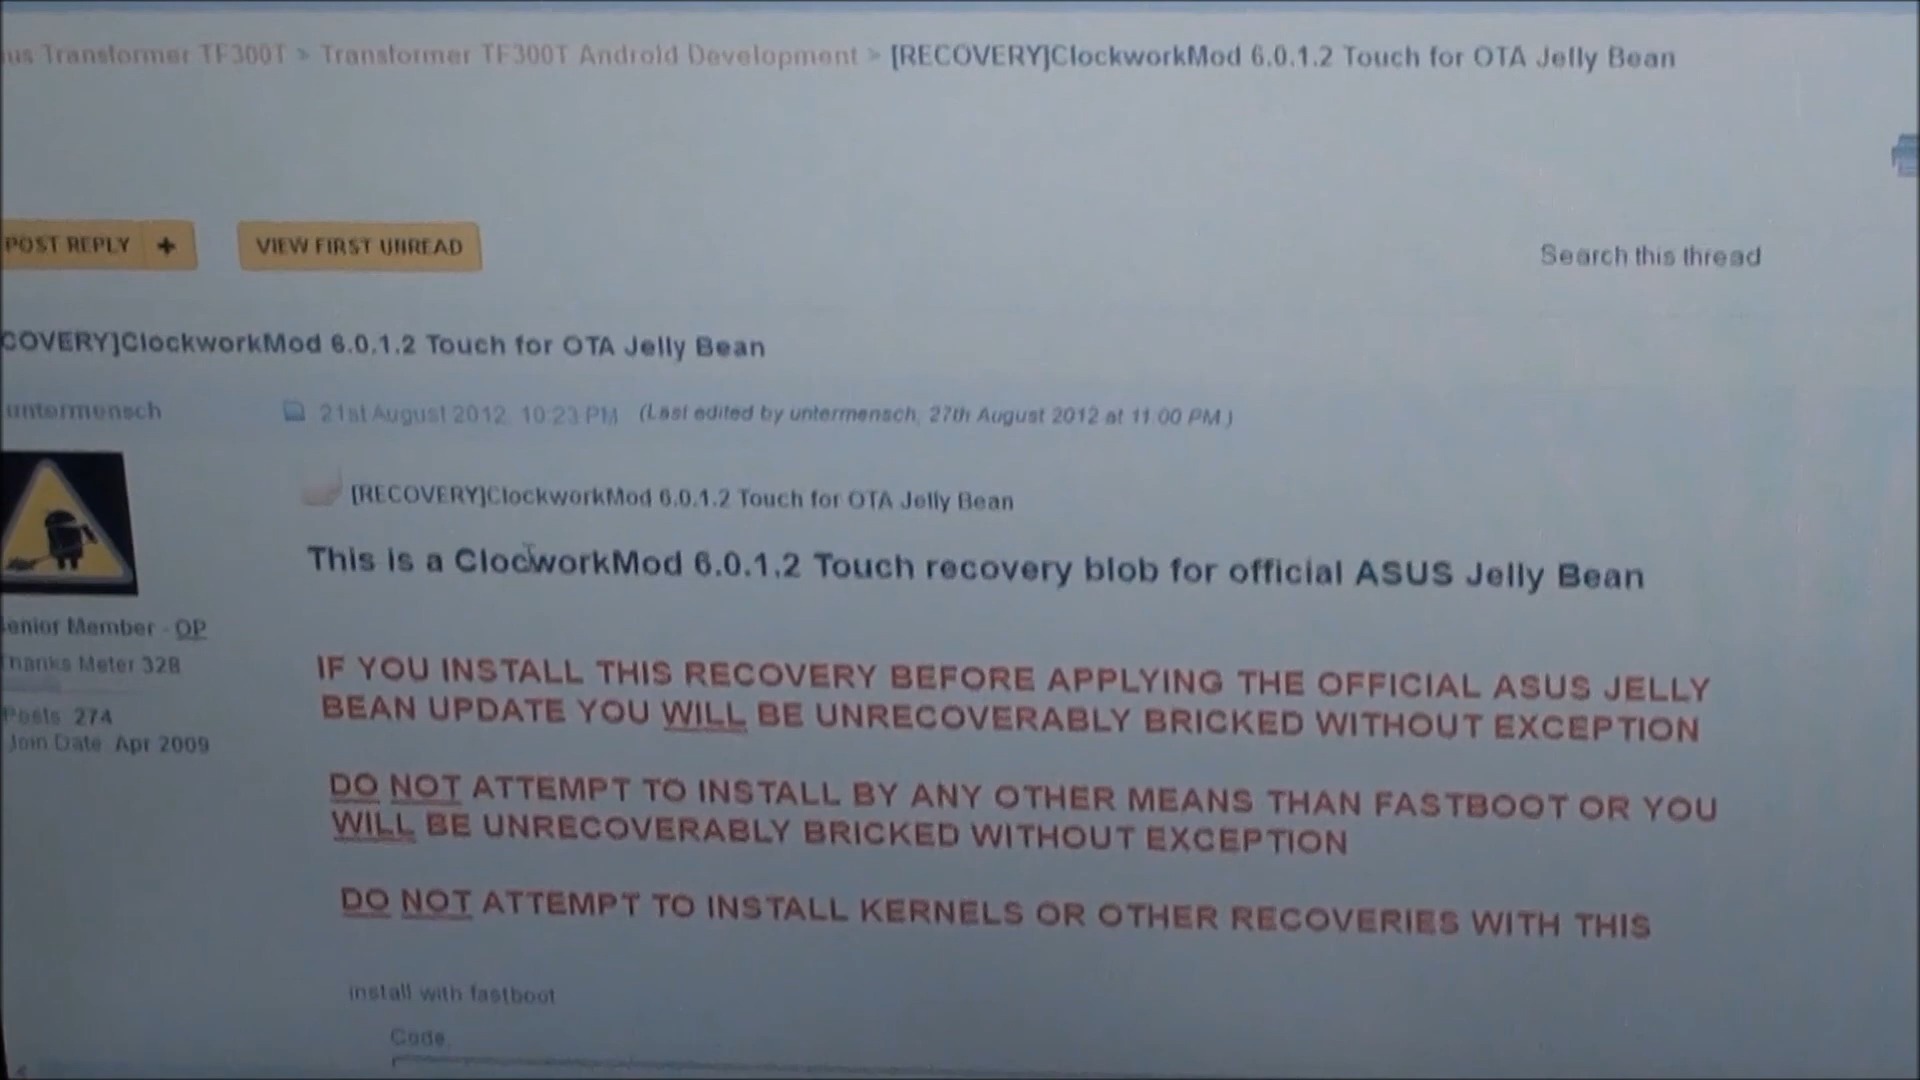 us Transformer TF300T > Transformer TF300T Android Development > [RECOVERY]ClockworkMod 6.0.1.2 Touch for OTA Jelly Bean
POST REPLY +
VIEW FIRST UNREAD
Search this thread
COVERY]ClockworkMod 6.0.1.2 Touch for OTA Jelly Bean
untermensch
21st August 2012, 10:23 PM (Last edited by untermensch; 27th August 2012 at 11:00 PM.)
[RECOVERY]ClockworkMod 6.0.1.2 Touch for OTA Jelly Bean
This is a ClocworkMod 6.0.1.2 Touch recovery blob for official ASUS Jelly Bean
enior Member - OP
Thanks Meter 328
Posts: 274
Join Date: Apr 2009
IF YOU INSTALL THIS RECOVERY BEFORE APPLYING THE OFFICIAL ASUS JELLY
BEAN UPDATE YOU WILL BE UNRECOVERABLY BRICKED WITHOUT EXCEPTION
DO NOT ATTEMPT TO INSTALL BY ANY OTHER MEANS THAN FASTBOOT OR YOU
WILL BE UNRECOVERABLY BRICKED WITHOUT EXCEPTION
DO NOT ATTEMPT TO INSTALL KERNELS OR OTHER RECOVERIES WITH THIS
install with fastboot
Code: